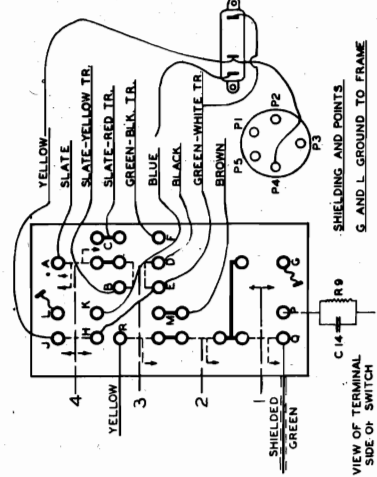 YELLOW
SLATE
SLATE-YELLOW TR.
SLATE-RED TR.
GREEN-BLK. TR.
BLUE
BLACK
GREEN-WHITE TR.
BROWN
P1
P2
P3
P4
P5
SHIELDING AND POINTS
G AND L GROUND TO FRAME
A
C
F
B
D
E
L
K
J
H
R
M
G
P
Q
4
3
2
1
YELLOW
SHIELDED
GREEN
C14
R9
VIEW OF TERMINAL
SIDE OF SWITCH